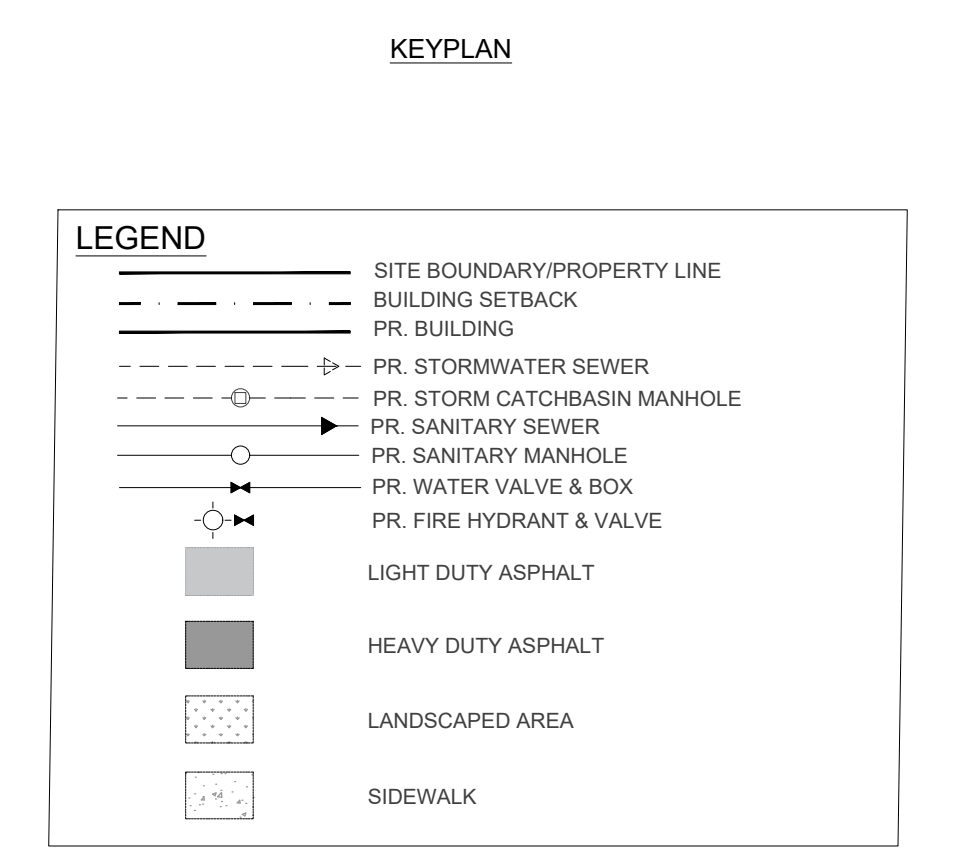 KEYPLAN
LEGEND
SITE BOUNDARY/PROPERTY LINE
BUILDING SETBACK
PR. BUILDING
PR. STORMWATER SEWER
PR. STORM CATCHBASIN MANHOLE
PR. SANITARY SEWER
PR. SANITARY MANHOLE
PR. WATER VALVE & BOX
PR. FIRE HYDRANT & VALVE
LIGHT DUTY ASPHALT
HEAVY DUTY ASPHALT
LANDSCAPED AREA
SIDEWALK